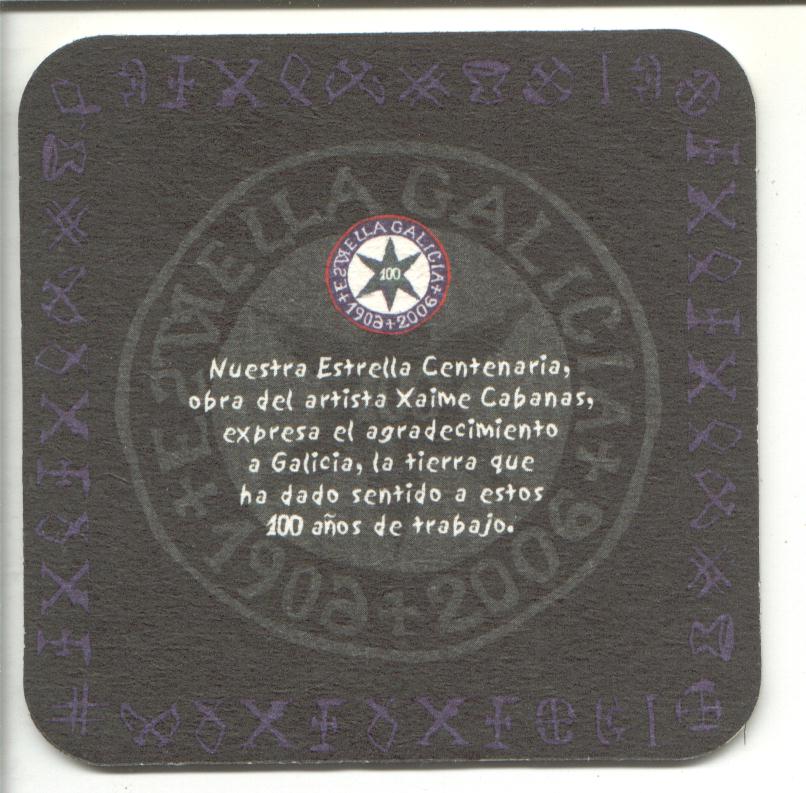 ESTRELLA GALICIA
100
+1906+2006+
Nuestra Estrella Centenaria,
obra del artista Xaime Cabanas,
expresa el agradecimiento
a Galicia, la tierra que
ha dado sentido a estos
100 años de trabajo.
ESTRELLA GALICIA
+1906+2006+